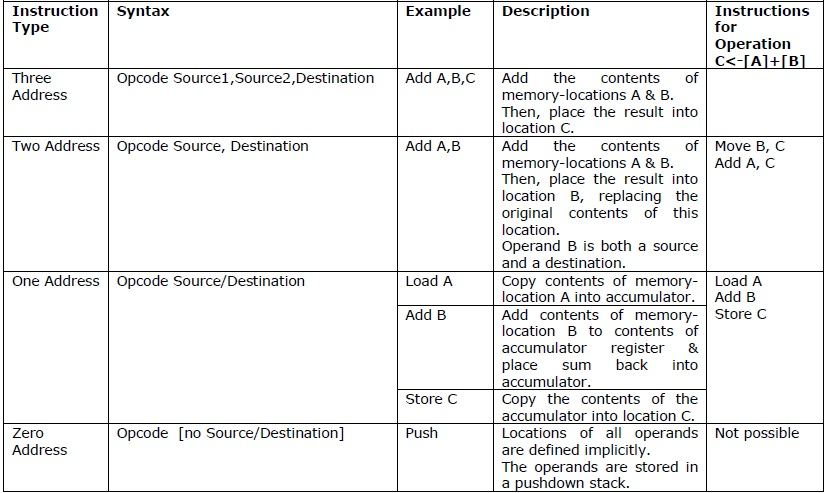 Instruction Type
Syntax
Example
Description
Instructions for Operation C<-[A]+[B]
Three Address
Opcode Source1,Source2,Destination
Add A,B,C
Add the contents of
memory-locations A & B.
Then, place the result into
location C.
Two Address
Opcode Source, Destination
Add A,B
Add the contents of
memory-locations A & B.
Then, place the result into
location B, replacing the
original contents of this
location.
Operand B is both a source
and a destination.
Move B, C
Add A, C
One Address
Opcode Source/Destination
Load A
Copy contents of memory-
location A into accumulator.
Add B
Add contents of memory-
location B to contents of
accumulator register &
place sum back into
accumulator.
Store C
Copy the contents of the
accumulator into location C.
Load A
Add B
Store C
Zero Address
Opcode [no Source/Destination]
Push
Locations of all operands
are defined implicitly.
The operands are stored in
a pushdown stack.
Not possible